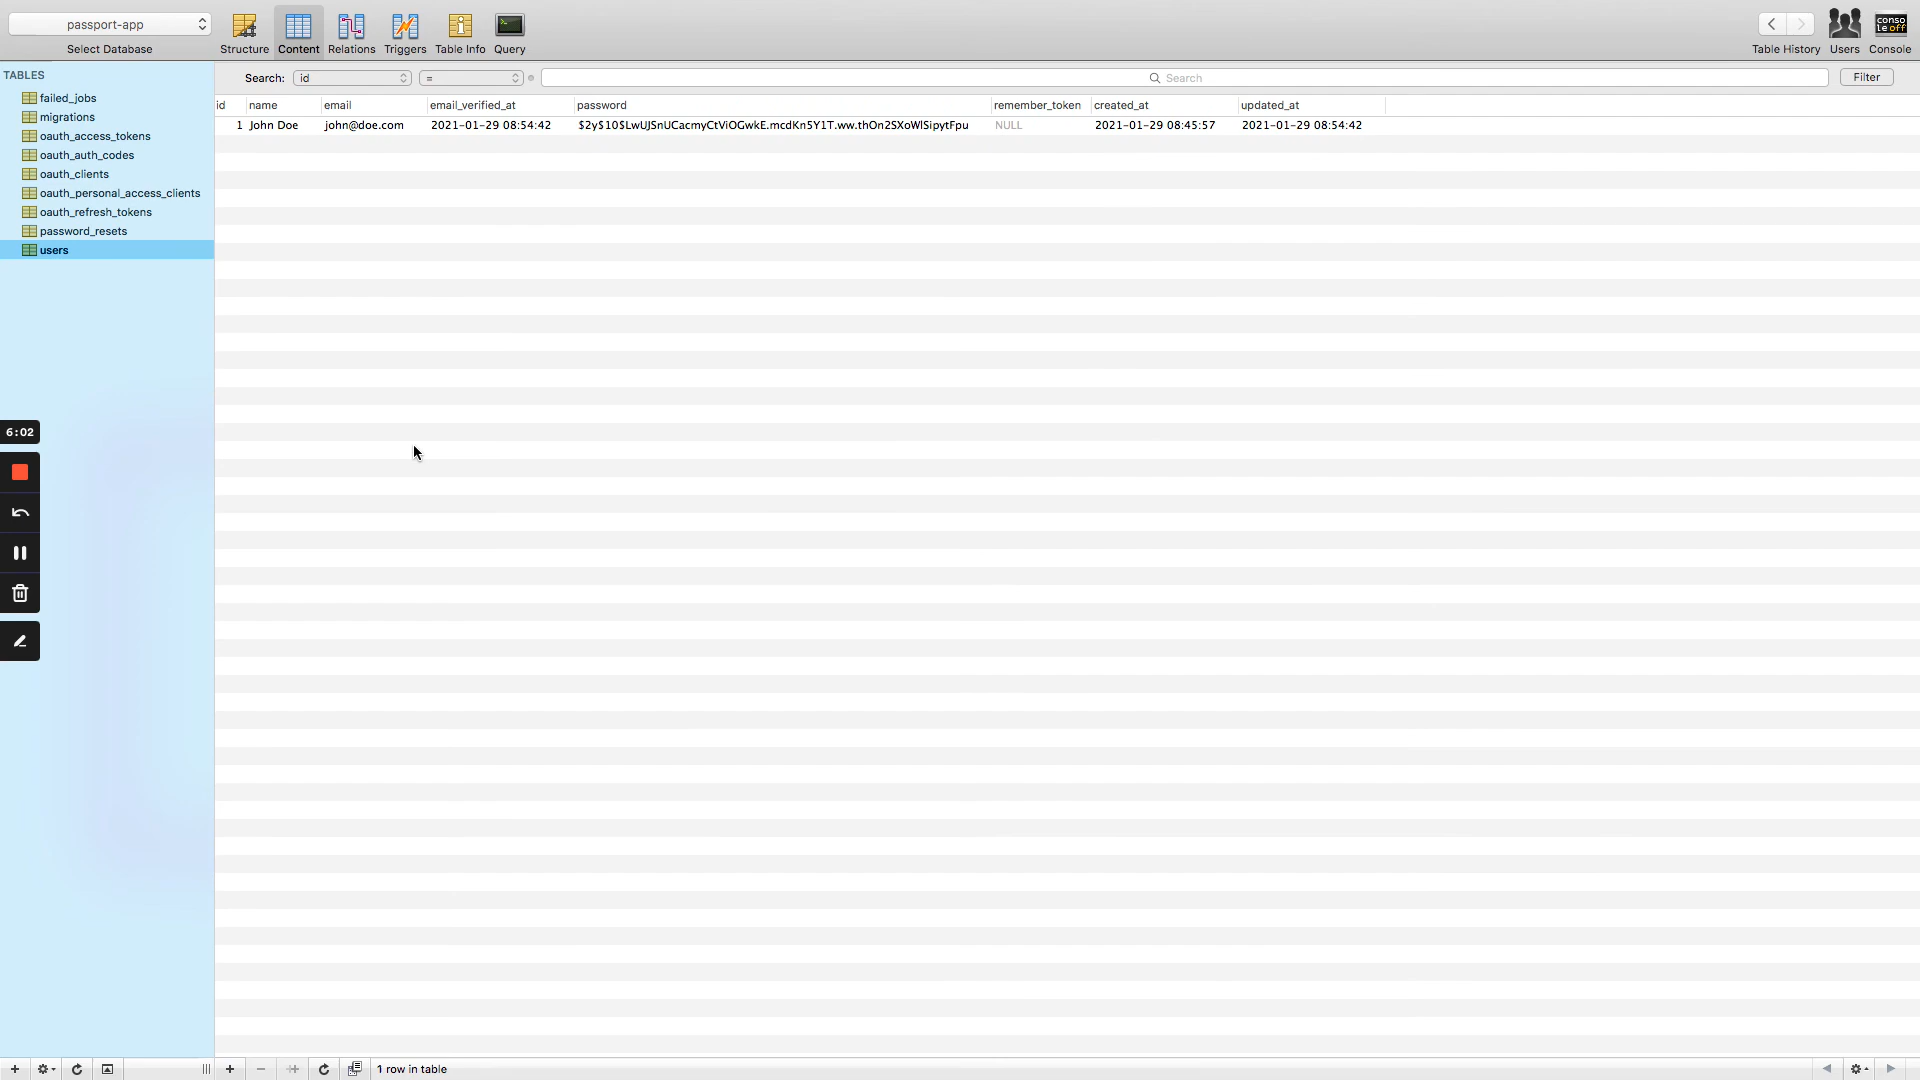 passport-app
Select Database
Structure
Content
Relations
Triggers
Table Info
Query
Table History
Users
conso
le off
Console
TABLES
failed_jobs
migrations
oauth_access_tokens
oauth_auth_codes
oauth_clients
oauth_personal_access_clients
oauth_refresh_tokens
password_resets
users
Search: id = Search Filter
id name email email_verified_at password remember_token created_at updated_at
1 John Doe john@doe.com 2021-01-29 08:54:42 $2y$10$LwUJSnUCacmyCtViOGwkE.mcdKn5Y1T.ww.thOn2SXoWlSipytFpu NULL 2021-01-29 08:45:57 2021-01-29 08:54:42
6:02
1 row in table